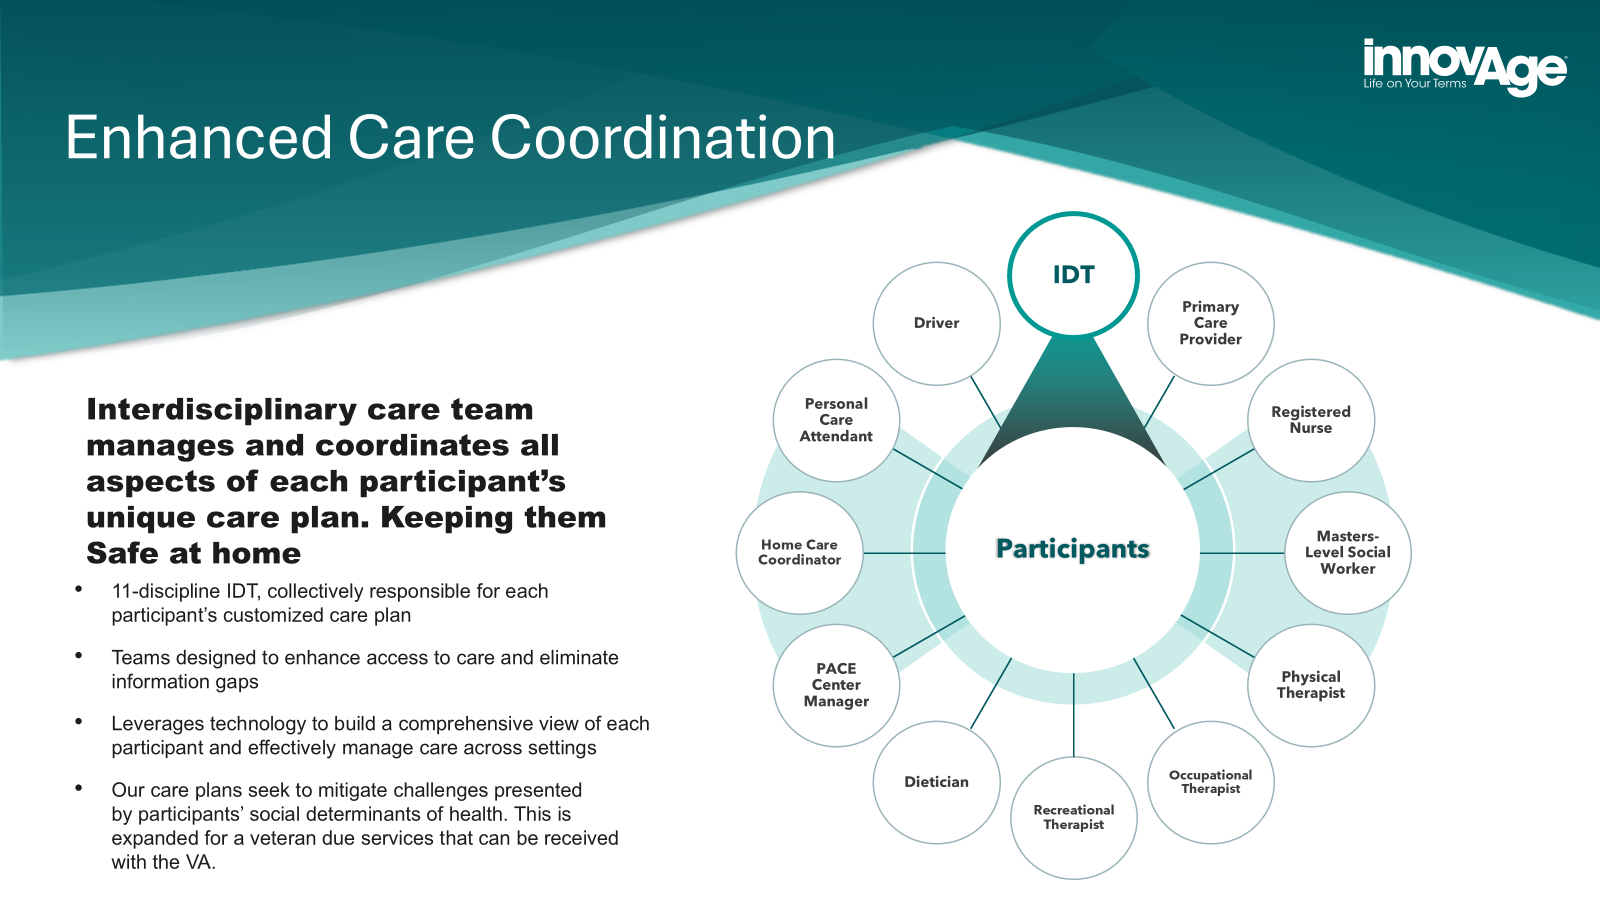 innovAge
Life on Your Terms
Enhanced Care Coordination
Interdisciplinary care team
manages and coordinates all
aspects of each participant’s
unique care plan. Keeping them
Safe at home
• 11-discipline IDT, collectively responsible for each
participant’s customized care plan
• Teams designed to enhance access to care and eliminate
information gaps
• Leverages technology to build a comprehensive view of each
participant and effectively manage care across settings
• Our care plans seek to mitigate challenges presented
by participants’ social determinants of health. This is
expanded for a veteran due services that can be received
with the VA.
IDT
Primary
Care
Provider
Registered
Nurse
Masters-
Level Social
Worker
Physical
Therapist
Occupational
Therapist
Recreational
Therapist
Dietician
PACE
Center
Manager
Home Care
Coordinator
Personal
Care
Attendant
Driver
Participants